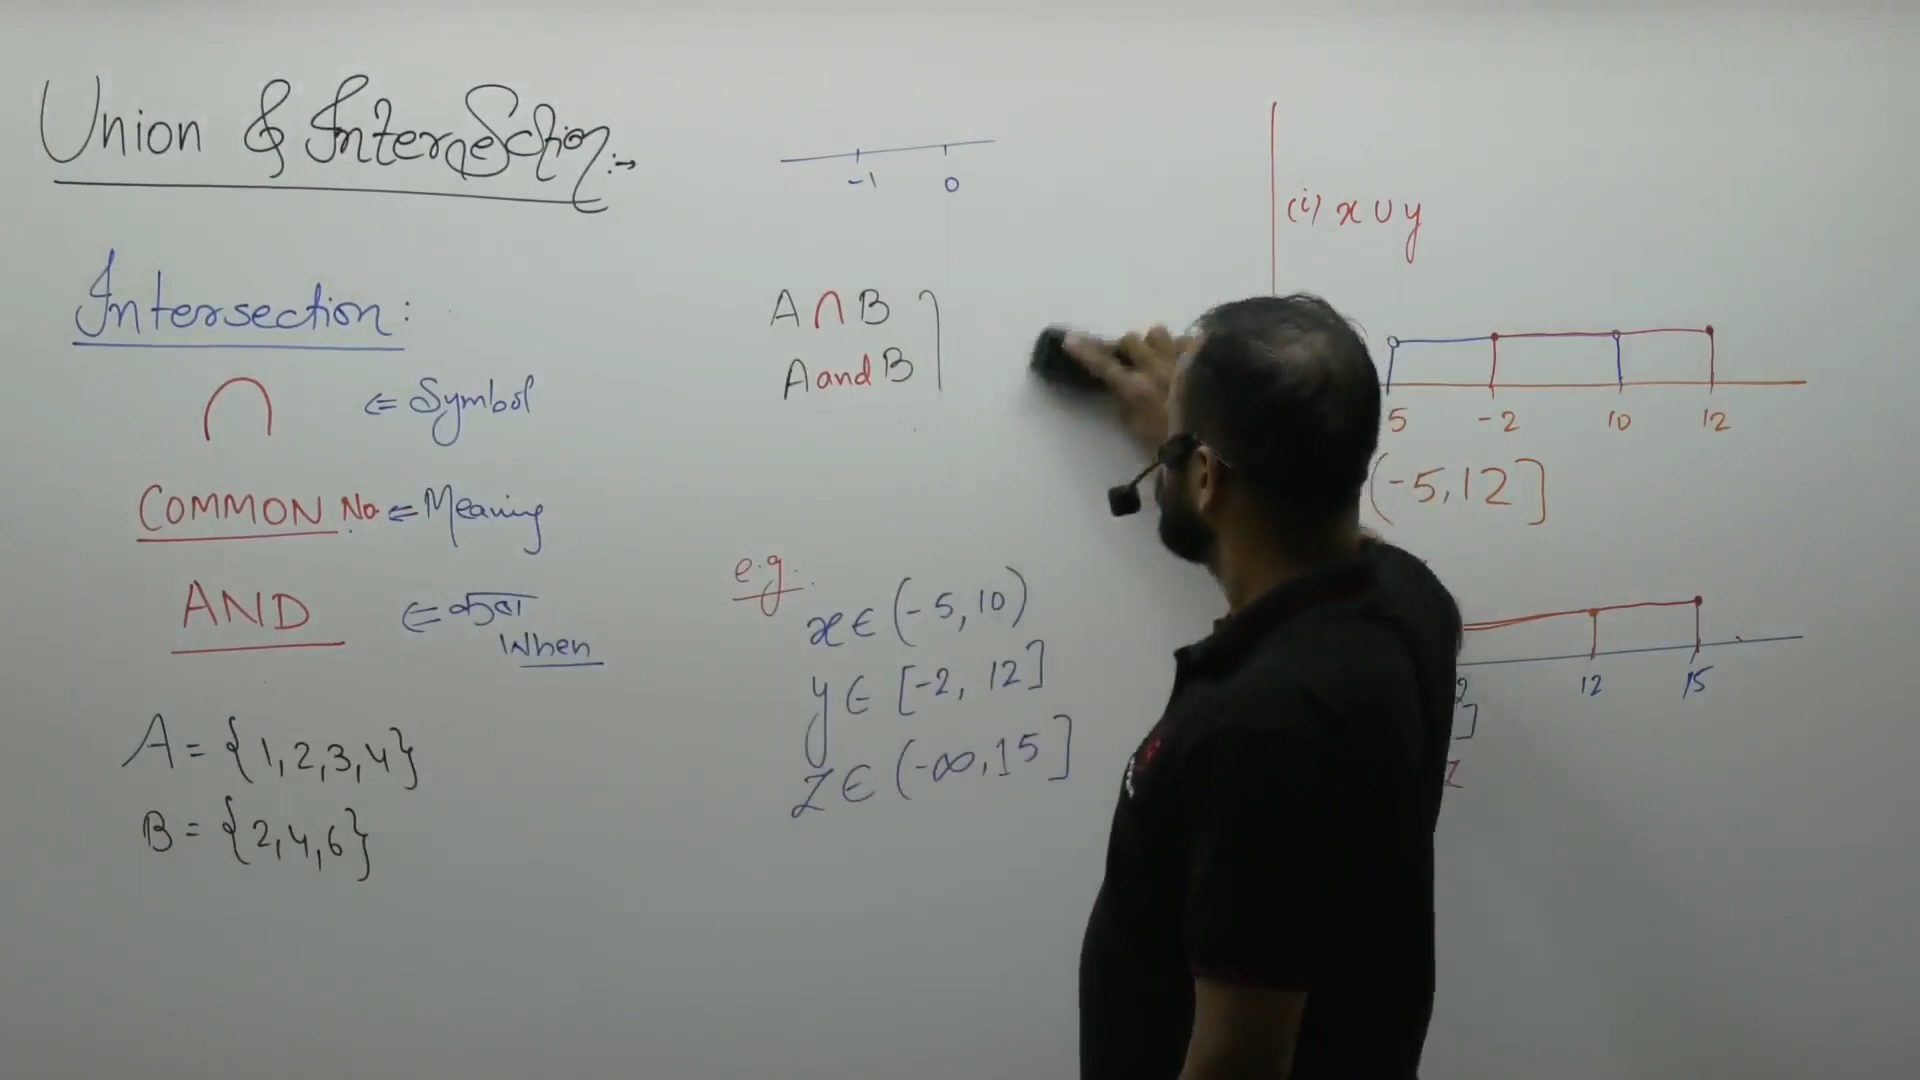 Union & Intersection :→
-1 0
(i) x ∪ y
Intersection :
∩ ⇐ Symbol
A ∩ B
A and B
5 -2 10 12
(-5, 12]
COMMON No ⇐ Meaning
AND ⇐ कब
When
e.g.
x ∈ (-5, 10)
y ∈ [-2, 12]
z ∈ (-∞, 15]
12 15
]
z
A = {1, 2, 3, 4}
B = {2, 4, 6}